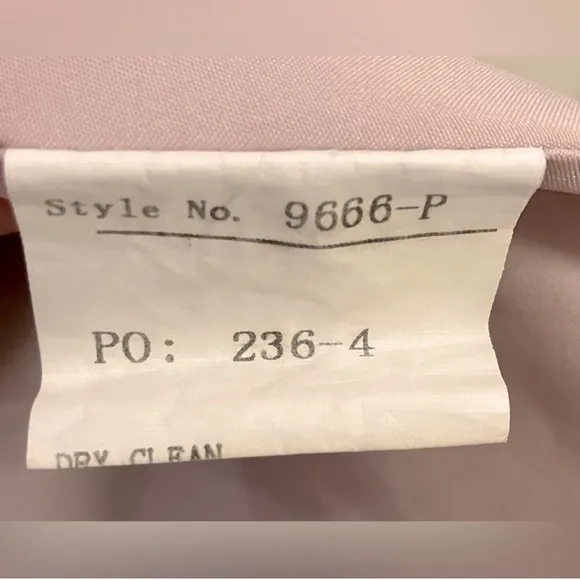 Style No. 9666-P
PO: 236-4
DRY CLEAN